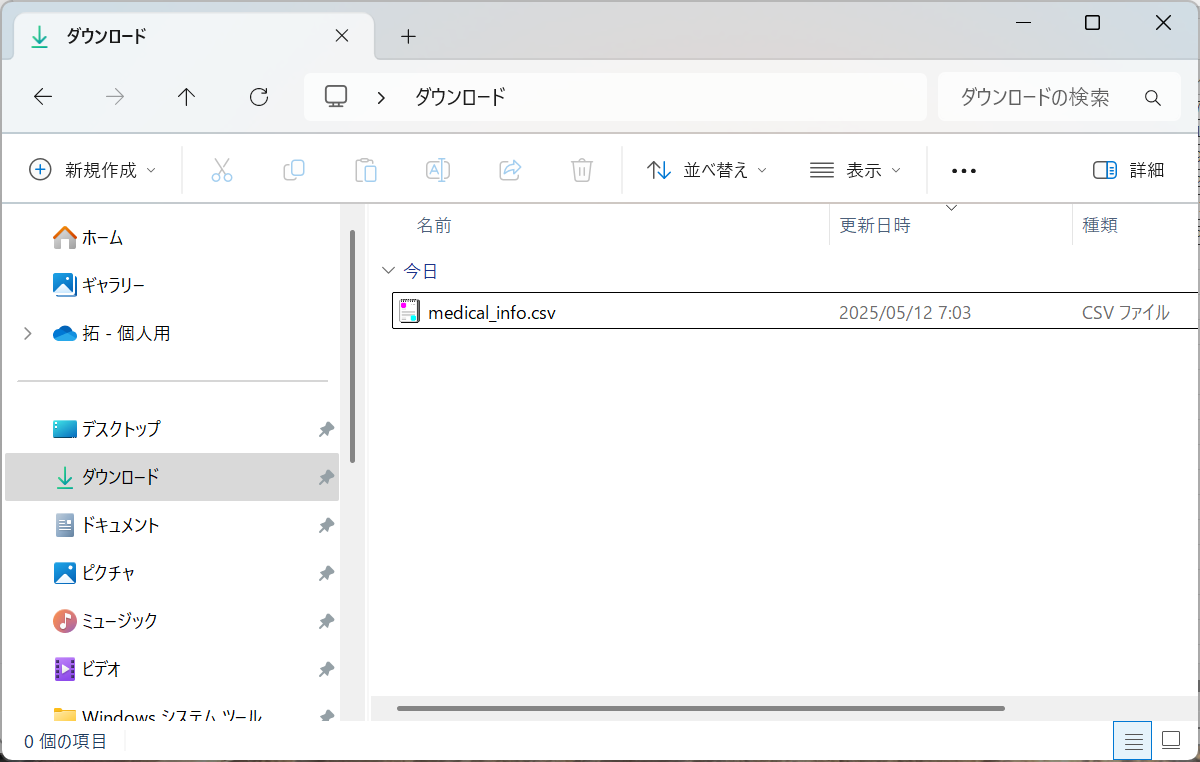 ダウンロード
ダウンロード
ダウンロードの検索
新規作成
並べ替え
表示
詳細
ホーム
ギャラリー
拓 - 個人用
デスクトップ
ダウンロード
ドキュメント
ピクチャ
ミュージック
ビデオ
Windows システム ツール
名前
更新日時
種類
今日
medical_info.csv
2025/05/12 7:03
CSV ファイル
0 個の項目